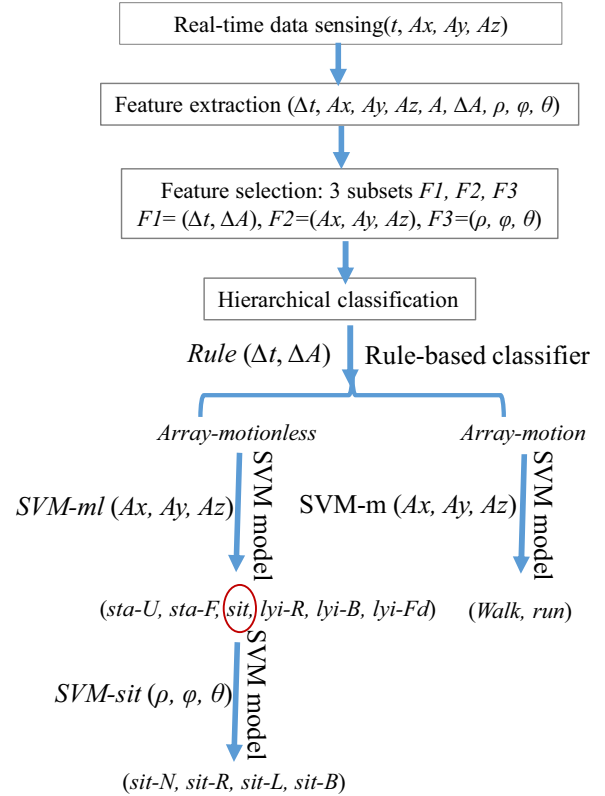 Real-time data sensing(t, Ax, Ay, Az)
Feature extraction (Δt, Ax, Ay, Az, A, ΔA, ρ, φ, θ)
Feature selection: 3 subsets F1, F2, F3
F1= (Δt, ΔA), F2=(Ax, Ay, Az), F3=(ρ, φ, θ)
Hierarchical classification
Rule (Δt, ΔA) Rule-based classifier
Array-motionless
Array-motion
SVM-ml (Ax, Ay, Az)
SVM model
SVM-m (Ax, Ay, Az)
SVM model
(sta-U, sta-F, sit, lyi-R, lyi-B, lyi-Fd)
(Walk, run)
SVM-sit (ρ, φ, θ)
SVM model
(sit-N, sit-R, sit-L, sit-B)